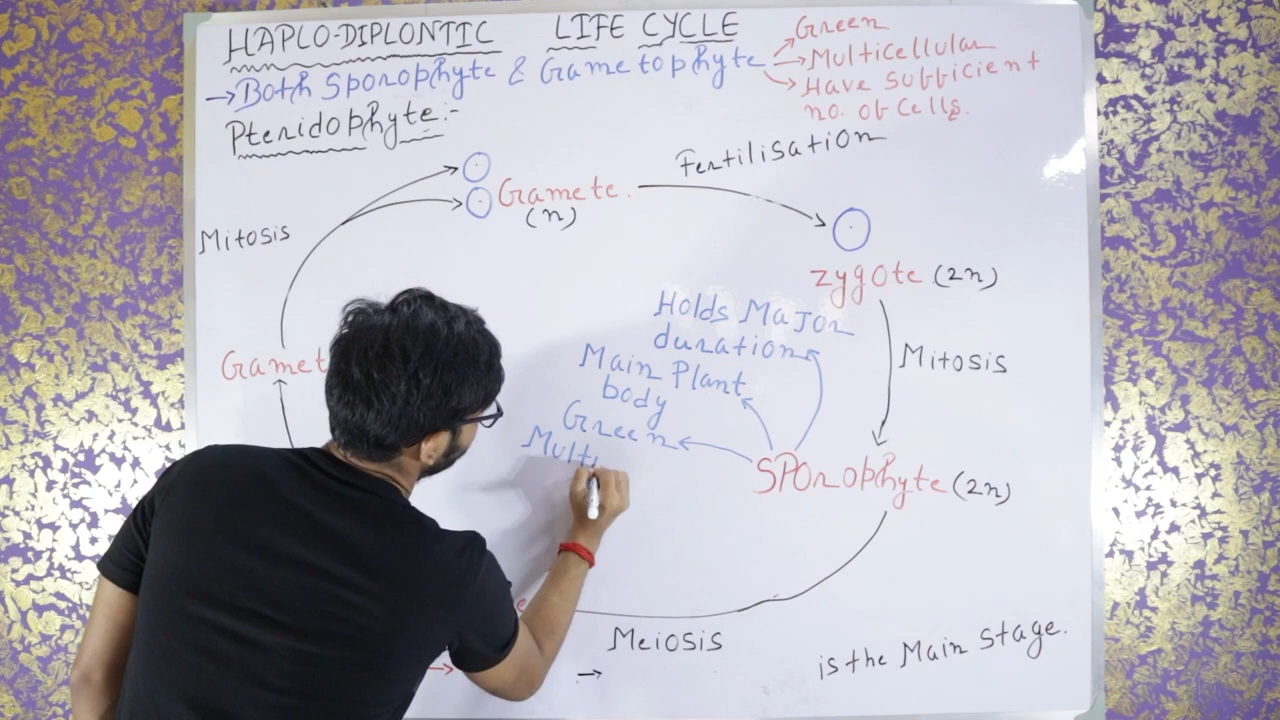 HAPLO-DIPLONTIC LIFE CYCLE
→Both Sporophyte & Gametophyte
→Green
→Multicellular
→Have Sufficient
no. of Cells.
Pteridophyte:-
Fertilisation
Gamete.
(n)
Mitosis
zygote (2n)
Holds Major
duration
Main Plant
body
Green
Multi
Mitosis
Gamet
Sporophyte (2n)
e
Meiosis
→
→
is the Main Stage.